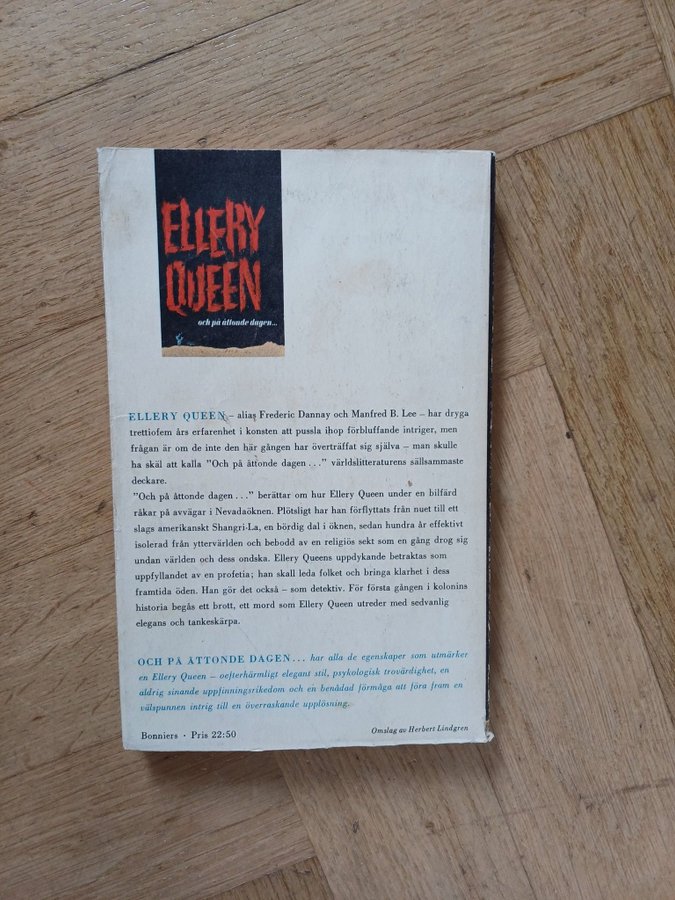 ELLERY
QUEEN
och på åttonde dagen...
ELLERY QUEEN – alias Frederic Dannay och Manfred B. Lee – har dryga
trettiofem års erfarenhet i konsten att pussla ihop förbluffande intriger, men
frågan är om de inte den här gången har överträffat sig själva – man skulle
ha skäl att kalla ”Och på åttonde dagen...” världslitteraturens sällsammaste
deckare.
”Och på åttonde dagen...” berättar om hur Ellery Queen under en bilfärd
råkar på avvägar i Nevadaöknen. Plötsligt har han förflyttats från nuet till ett
slags amerikanskt Shangri-La, en bördig dal i öknen, sedan hundra år effektivt
isolerad från yttervärlden och bebodd av en religiös sekt som en gång drog sig
undan världen och dess ondska. Ellery Queens uppdykande betraktas som
uppfyllandet av en profetia; han skall leda folket och bringa klarhet i dess
framtida öden. Han gör det också – som detektiv. För första gången i kolonins
historia begås ett brott, ett mord som Ellery Queen utreder med sedvanlig
elegans och tankeskärpa.
OCH PÅ ÅTTONDE DAGEN... har alla de egenskaper som utmärker
en Ellery Queen – oefterhärmligt elegant stil, psykologisk trovärdighet, en
aldrig sinande uppfinningsrikedom och en benådad förmåga att föra fram en
välspunnen intrig till en överraskande upplösning.
Bonniers · Pris 22:50
Omslag av Herbert Lindgren